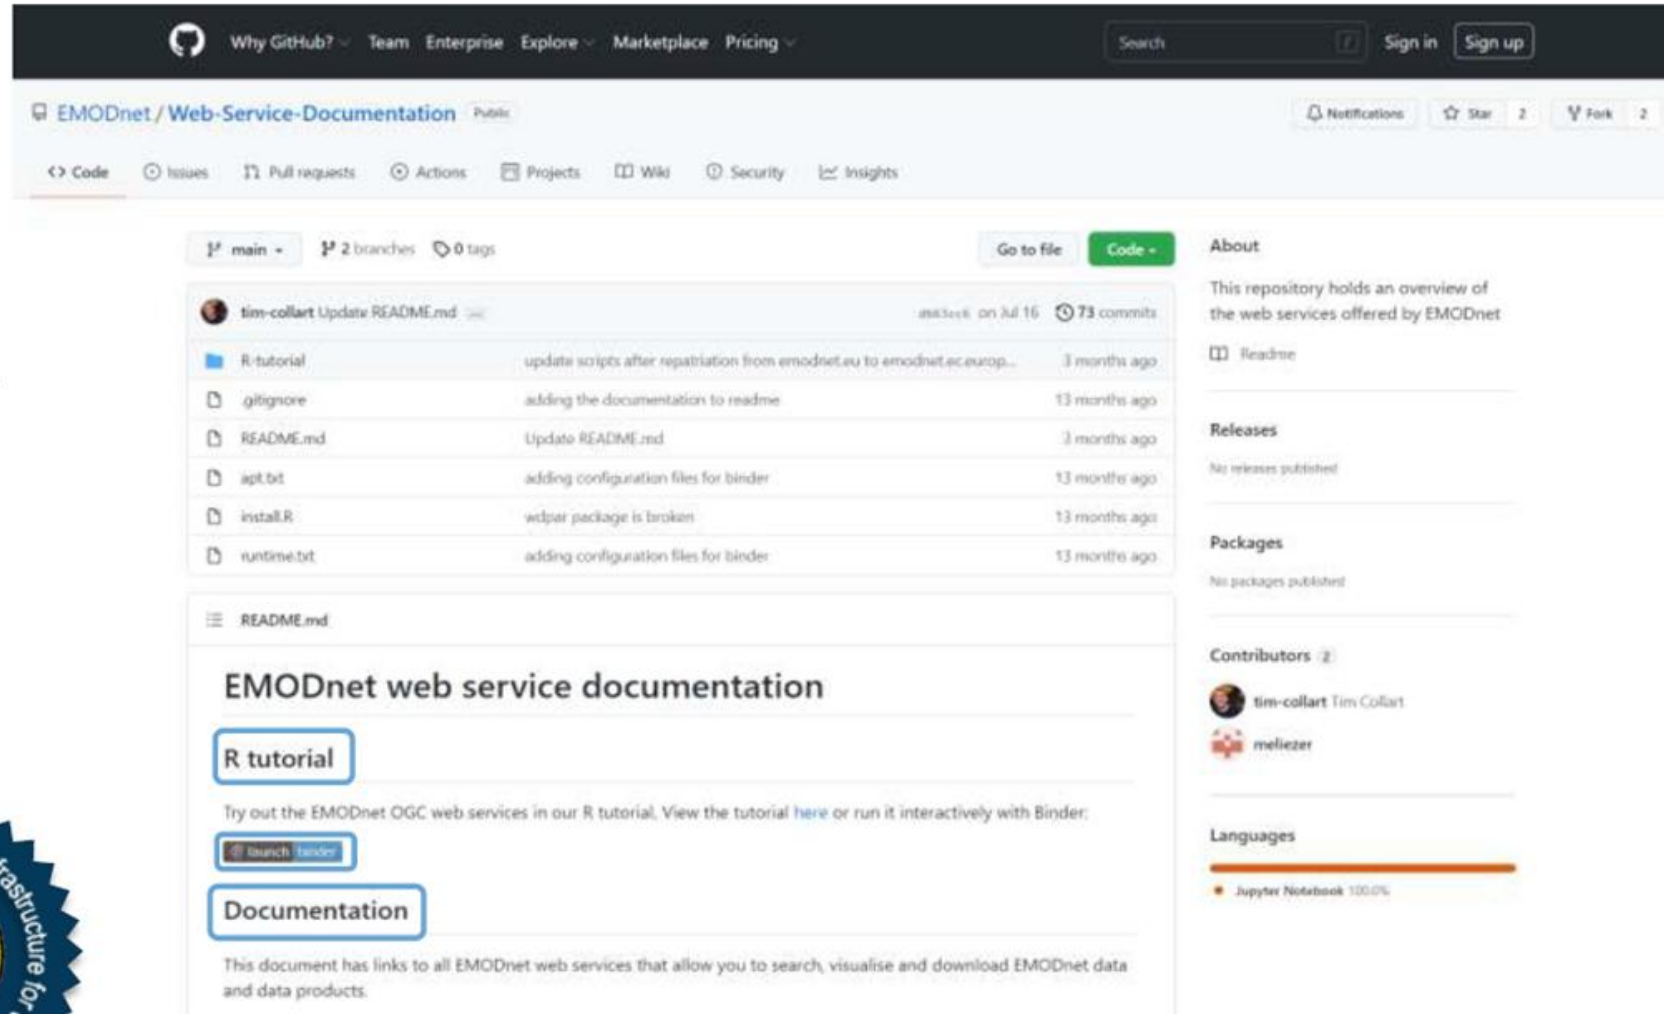 Why GitHub? Team Enterprise Explore Marketplace Pricing Search / Sign in Sign up
EMODnet / Web-Service-Documentation Public Notifications Star 2 Fork 2
<> Code Issues Pull requests Actions Projects Wiki Security Insights
main 2 branches 0 tags Go to file Code
tim-collart Update README.md ... on Jul 16 73 commits
R-tutorial update scripts after repatriation from emodnet.eu to emodnet.ec.europ... 3 months ago
.gitignore adding the documentation to readme 13 months ago
README.md Update README.md 3 months ago
apt.txt adding configuration files for binder 13 months ago
install.R wdpar package is broken 13 months ago
runtime.txt adding configuration files for binder 13 months ago
README.md
EMODnet web service documentation
R tutorial
Try out the EMODnet OGC web services in our R tutorial. View the tutorial here or run it interactively with Binder:
launch binder
Documentation
This document has links to all EMODnet web services that allow you to search, visualise and download EMODnet data
and data products.
About
This repository holds an overview of
the web services offered by EMODnet
Readme
Releases
No releases published
Packages
No packages published
Contributors 2
tim-collart Tim Collart
meliezer
Languages
Jupyter Notebook 100.0%
for